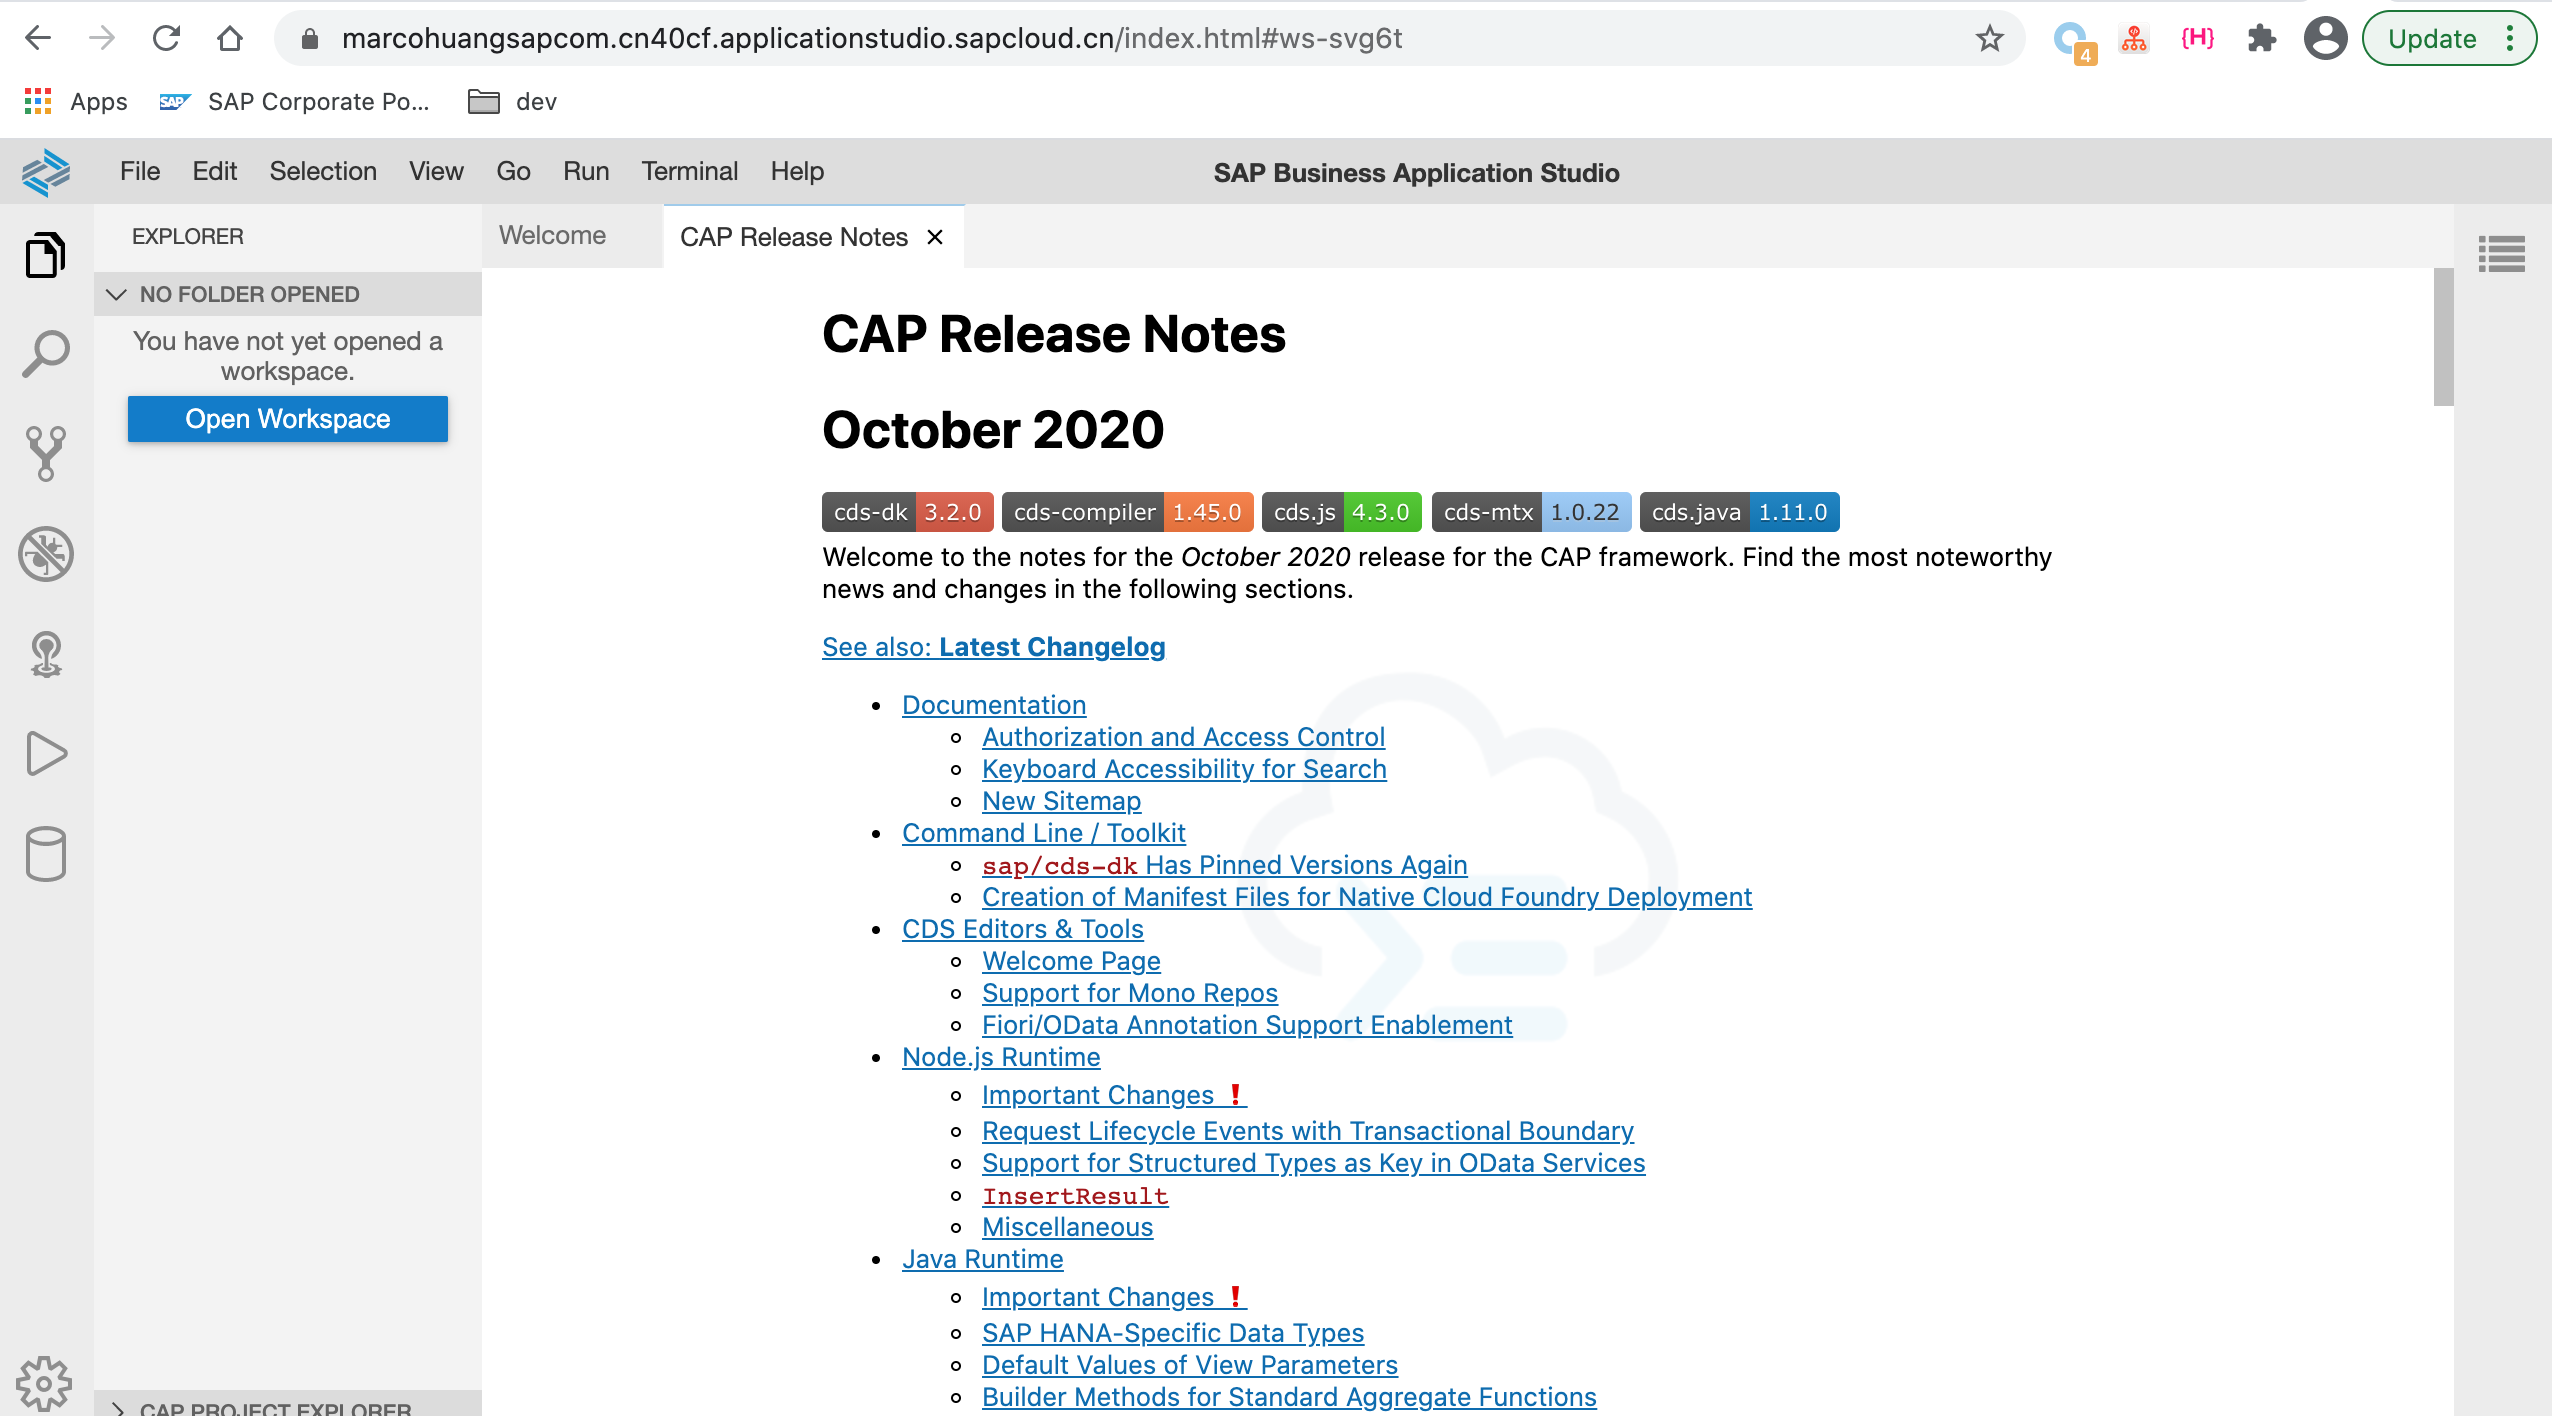 marcohuangsapcom.cn40cf.applicationstudio.sapcloud.cn/index.html#ws-svg6t
4
{H}
Update
Apps
SAP
SAP Corporate Po...
dev
File Edit Selection View Go Run Terminal Help
SAP Business Application Studio
EXPLORER
Welcome
CAP Release Notes
NO FOLDER OPENED
You have not yet opened a
workspace.
Open Workspace
CAP Release Notes
October 2020
cds-dk 3.2.0 cds-compiler 1.45.0 cds.js 4.3.0 cds-mtx 1.0.22 cds.java 1.11.0
Welcome to the notes for the October 2020 release for the CAP framework. Find the most noteworthy
news and changes in the following sections.
See also: Latest Changelog
Documentation
Authorization and Access Control
Keyboard Accessibility for Search
New Sitemap
Command Line / Toolkit
sap/cds-dk Has Pinned Versions Again
Creation of Manifest Files for Native Cloud Foundry Deployment
CDS Editors & Tools
Welcome Page
Support for Mono Repos
Fiori/OData Annotation Support Enablement
Node.js Runtime
Important Changes ❗
Request Lifecycle Events with Transactional Boundary
Support for Structured Types as Key in OData Services
InsertResult
Miscellaneous
Java Runtime
Important Changes ❗
SAP HANA-Specific Data Types
Default Values of View Parameters
Builder Methods for Standard Aggregate Functions
CAP PROJECT EXPLORER